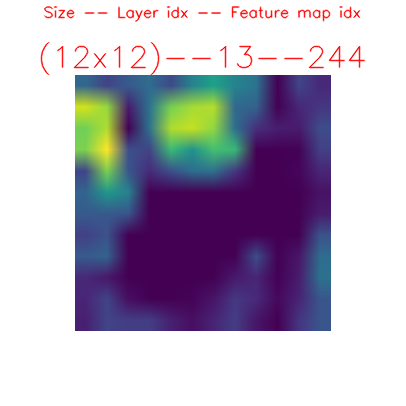 Size -- Layer idx -- Feature map idx
(12x12)--13--244